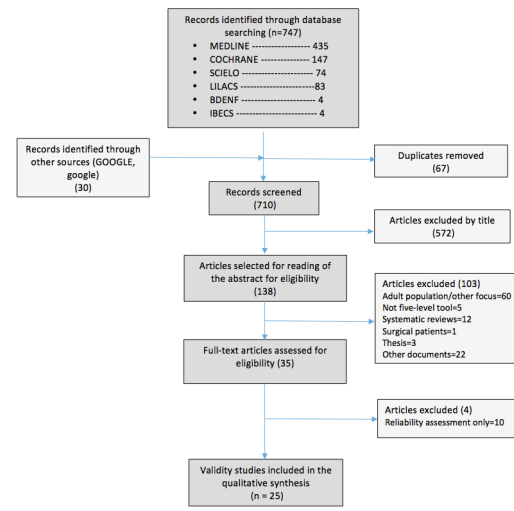 Records identified through database
searching (n=747)
• MEDLINE ------------------ 435
• COCHRANE --------------- 147
• SCIELO ---------------------- 74
• LILACS -----------------------83
• BDENF ----------------------- 4
• IBECS ------------------------- 4
Records identified through
other sources (GOOGLE,
google)
(30)
Duplicates removed
(67)
Records screened
(710)
Articles excluded by title
(572)
Articles selected for reading of
the abstract for eligibility
(138)
Articles excluded (103)
Adult population/other focus=60
Not five-level tool=5
Systematic reviews=12
Surgical patients=1
Thesis=3
Other documents=22
Full-text articles assessed for
eligibility (35)
Articles excluded (4)
Reliability assessment only=10
Validity studies included in the
qualitative synthesis
(n = 25)